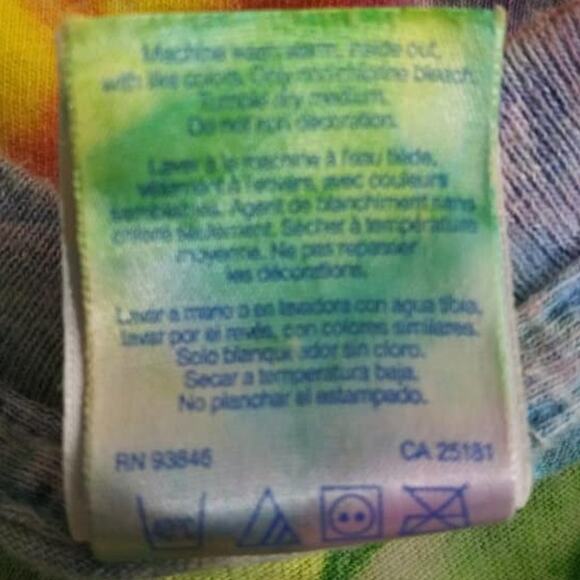 Machine wash warm, inside out,
with like colors. Only non-chlorine bleach.
Tumble dry medium.
Do not iron decoration.
Laver à la machine à l'eau tiède,
vêtement à l'envers, avec couleurs
semblables. Agent de blanchiment sans
chlore seulement. Sécher à température
moyenne. Ne pas repasser
les décorations.
Lavar a mano o en lavadora con agua tibia,
lavar por el revés, con colores similares.
Solo blanqueador sin cloro.
Secar a temperatura baja.
No planchar el estampado.
RN 93846 CA 25181
40°C